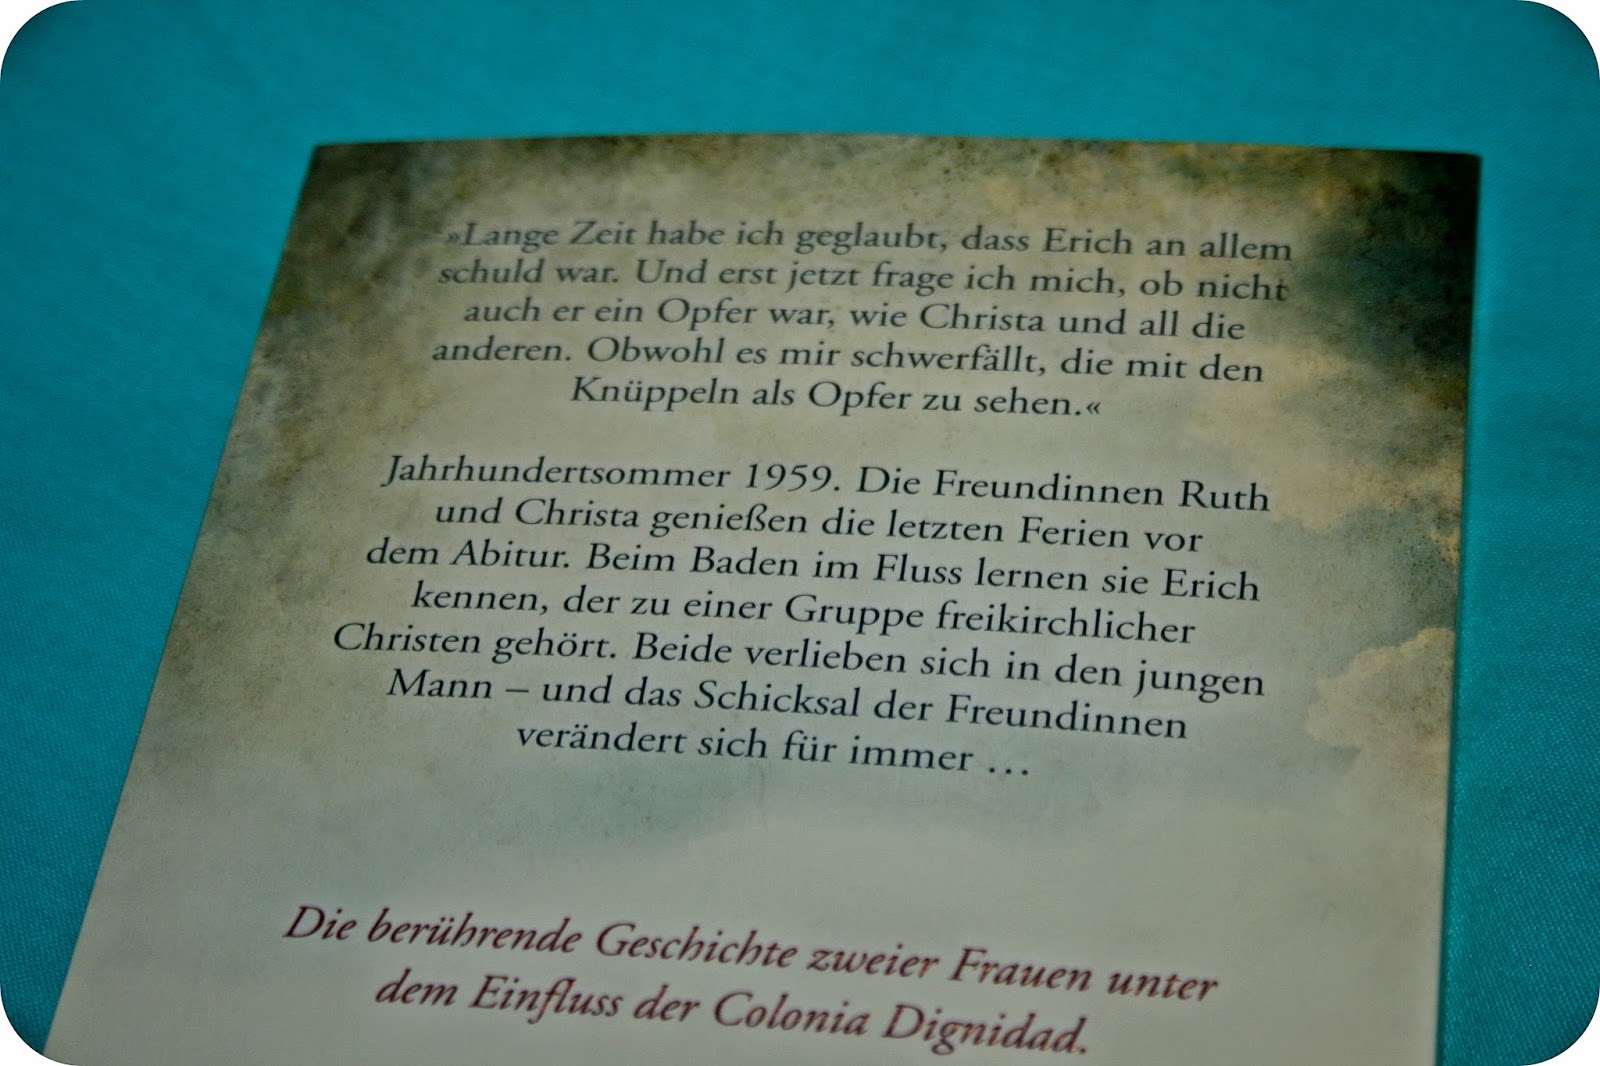 »Lange Zeit habe ich geglaubt, dass Erich an allem
schuld war. Und erst jetzt frage ich mich, ob nicht
auch er ein Opfer war, wie Christa und all die
anderen. Obwohl es mir schwerfällt, die mit den
Knüppeln als Opfer zu sehen.«
Jahrhundertsommer 1959. Die Freundinnen Ruth
und Christa genießen die letzten Ferien vor
dem Abitur. Beim Baden im Fluss lernen sie Erich
kennen, der zu einer Gruppe freikirchlicher
Christen gehört. Beide verlieben sich in den jungen
Mann – und das Schicksal der Freundinnen
verändert sich für immer …
Die berührende Geschichte zweier Frauen unter
dem Einfluss der Colonia Dignidad.